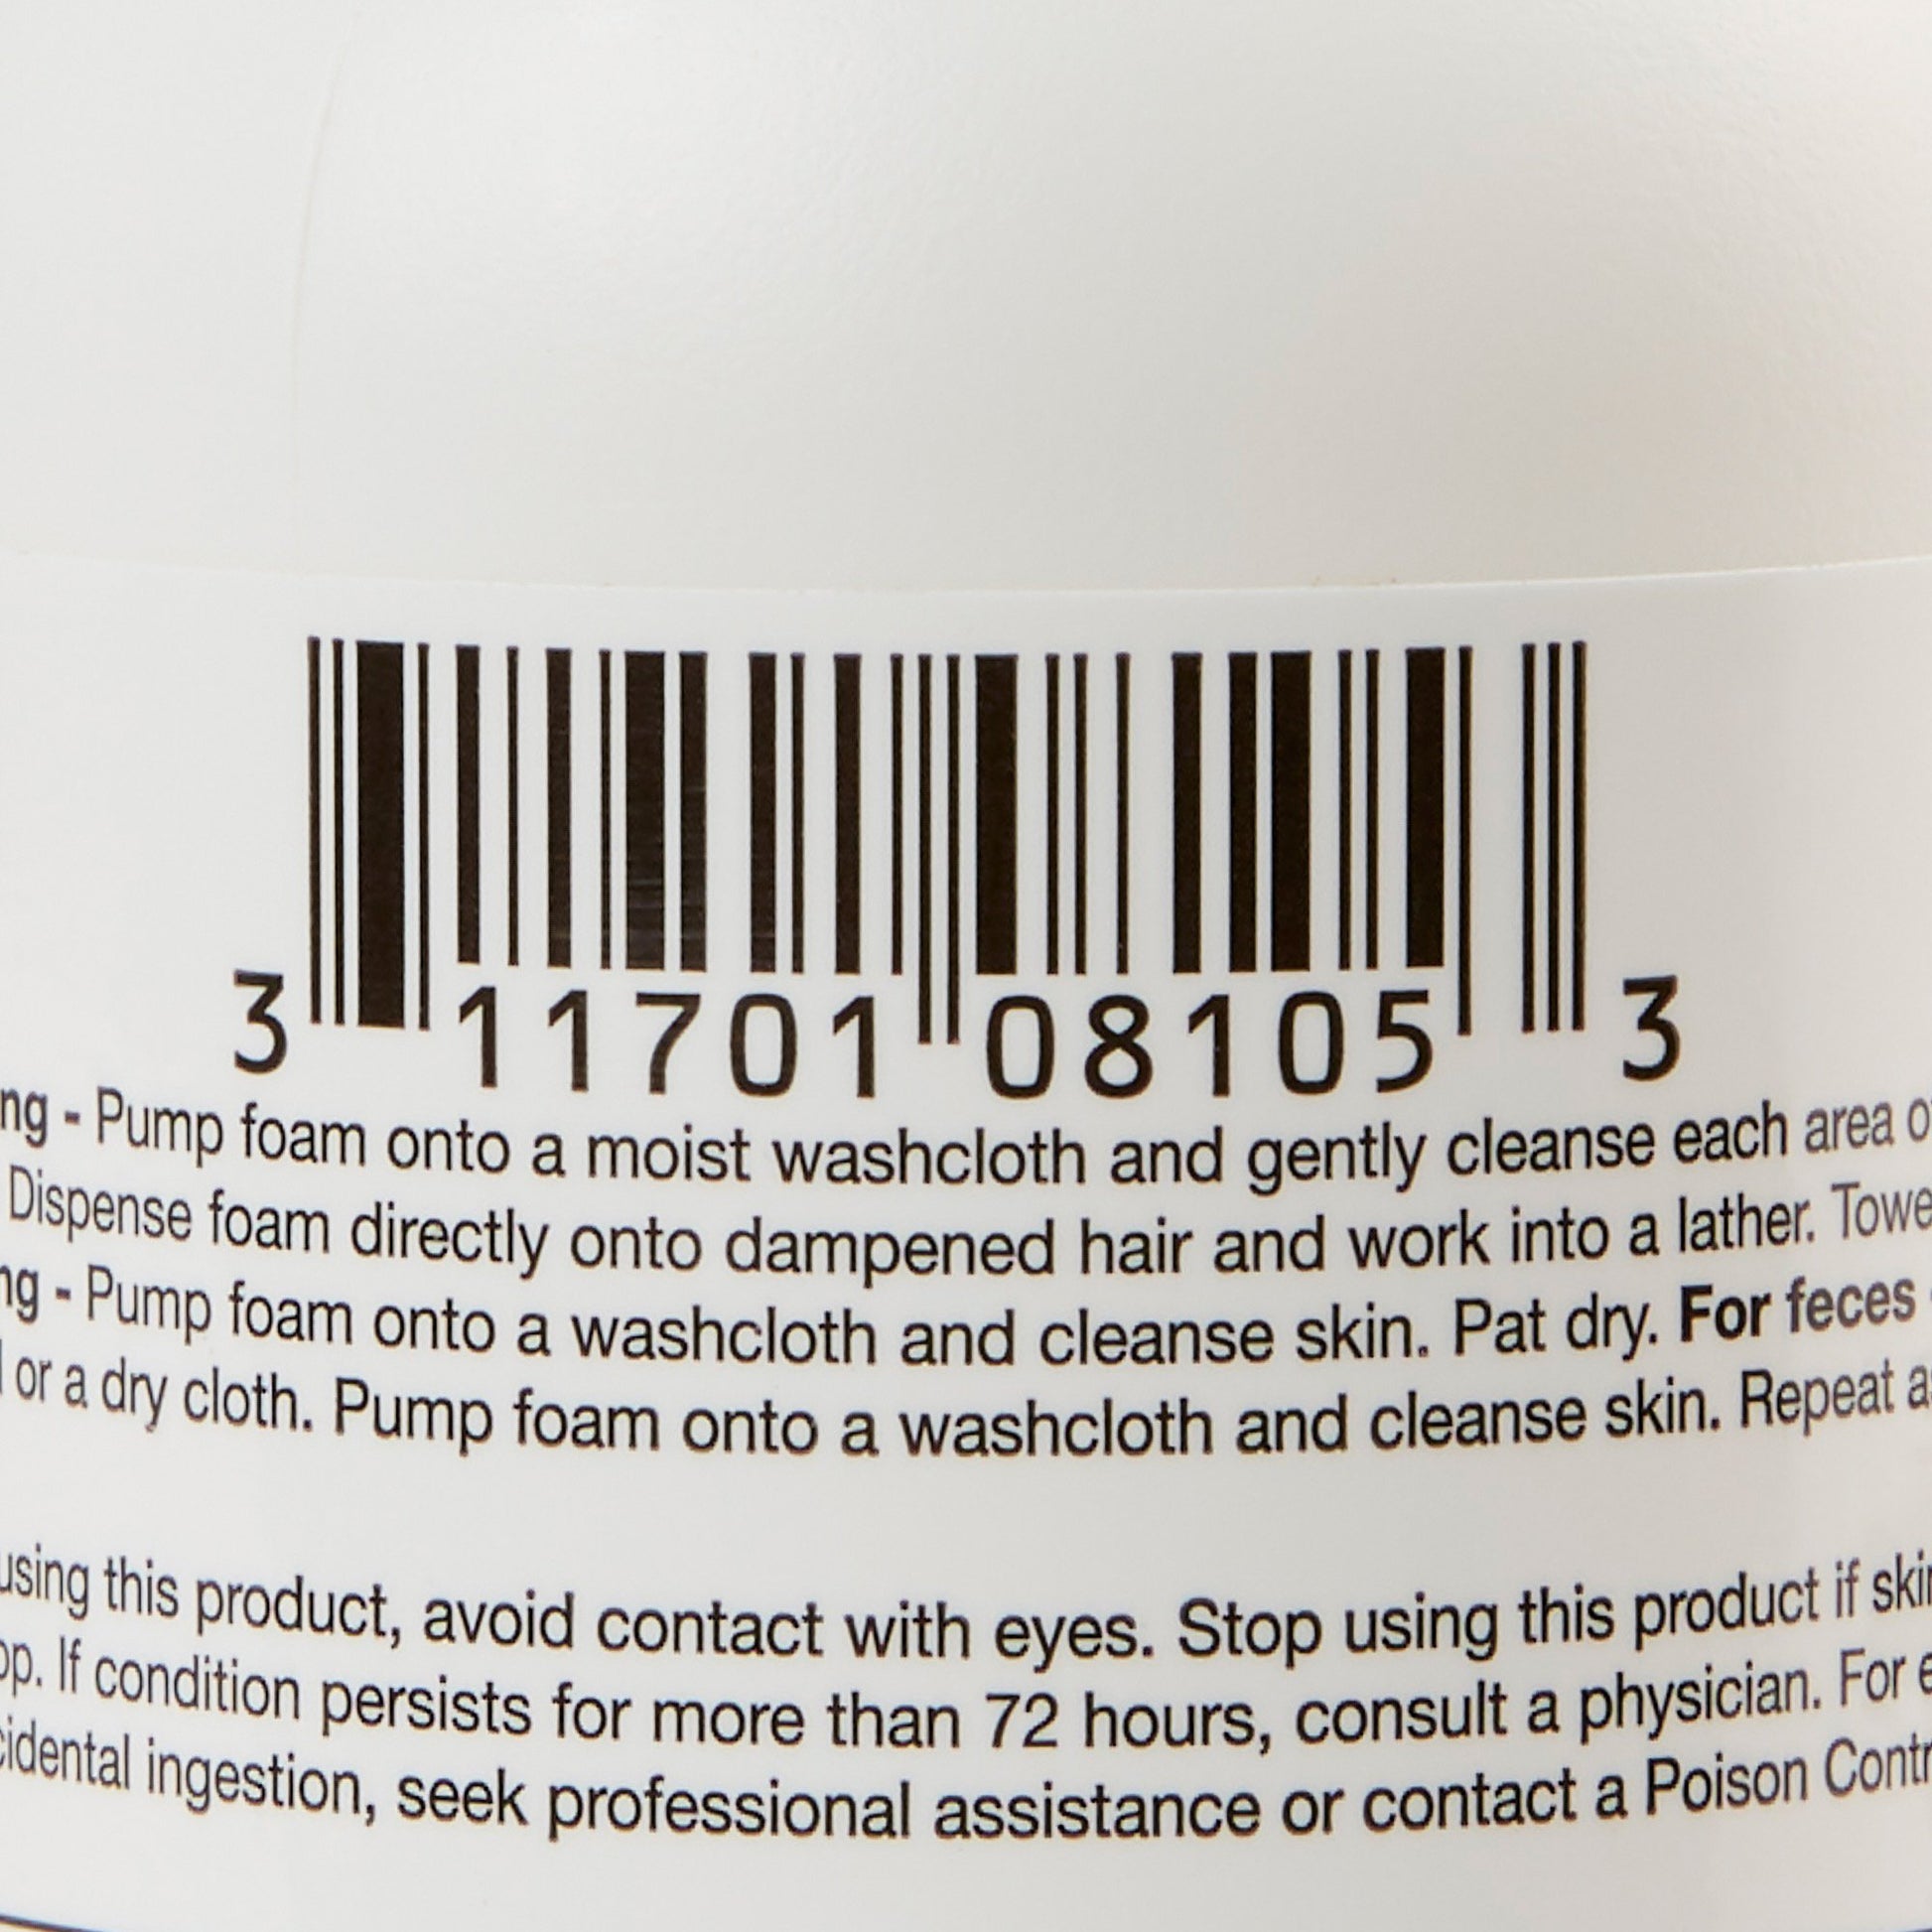 3 11701 08105 3
ng - Pump foam onto a moist washcloth and gently cleanse each area
Dispense foam directly onto dampened hair and work into a lather.
ng - Pump foam onto a washcloth and cleanse skin. Pat dry. For feces
or a dry cloth. Pump foam onto a washcloth and cleanse skin. Repeat
using this product, avoid contact with eyes. Stop using this product if
op. If condition persists for more than 72 hours, consult a physician. For
ingestion, seek professional assistance or contact a Poison